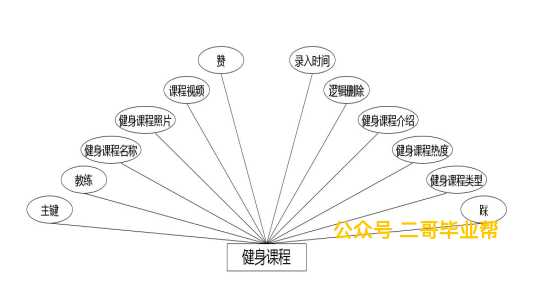 赞
录入时间
课程视频
逻辑删除
健身课程照片
健身课程介绍
健身课程名称
健身课程热度
教练
健身课程类型
主键
踩
公众号 二哥毕业帮
健身课程